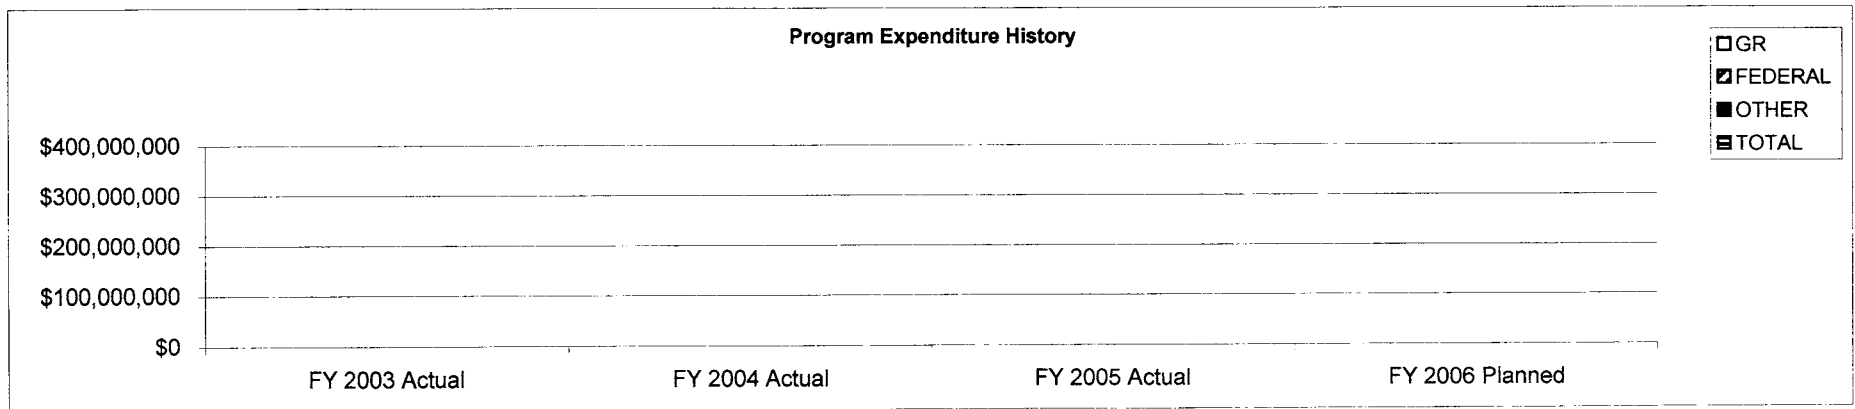 Program Expenditure History
GR
FEDERAL
OTHER
TOTAL
$400,000,000
$300,000,000
$200,000,000
$100,000,000
$0
FY 2003 Actual
FY 2004 Actual
FY 2005 Actual
FY 2006 Planned